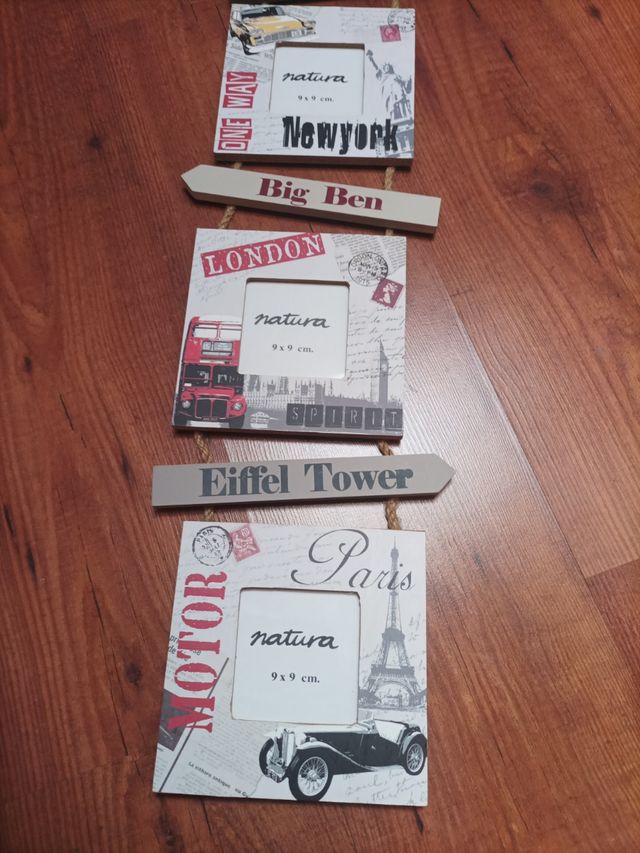 ONE WAY
natura
9 x 9 cm.
Newyork
Big Ben
LONDON
natura
9 x 9 cm.
SPIRIT
Eiffel Tower
PARIS
Paris
MOTOR
natura
9 x 9 cm.